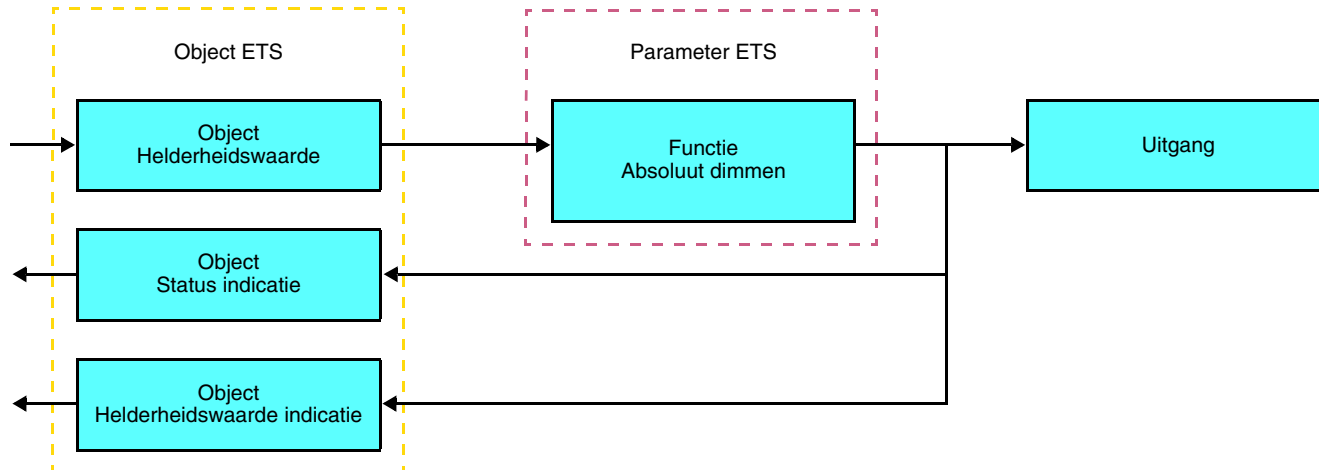 Object ETS
Parameter ETS
Object
Helderheidswaarde
Functie
Absoluut dimmen
Uitgang
Object
Status indicatie
Object
Helderheidswaarde indicatie